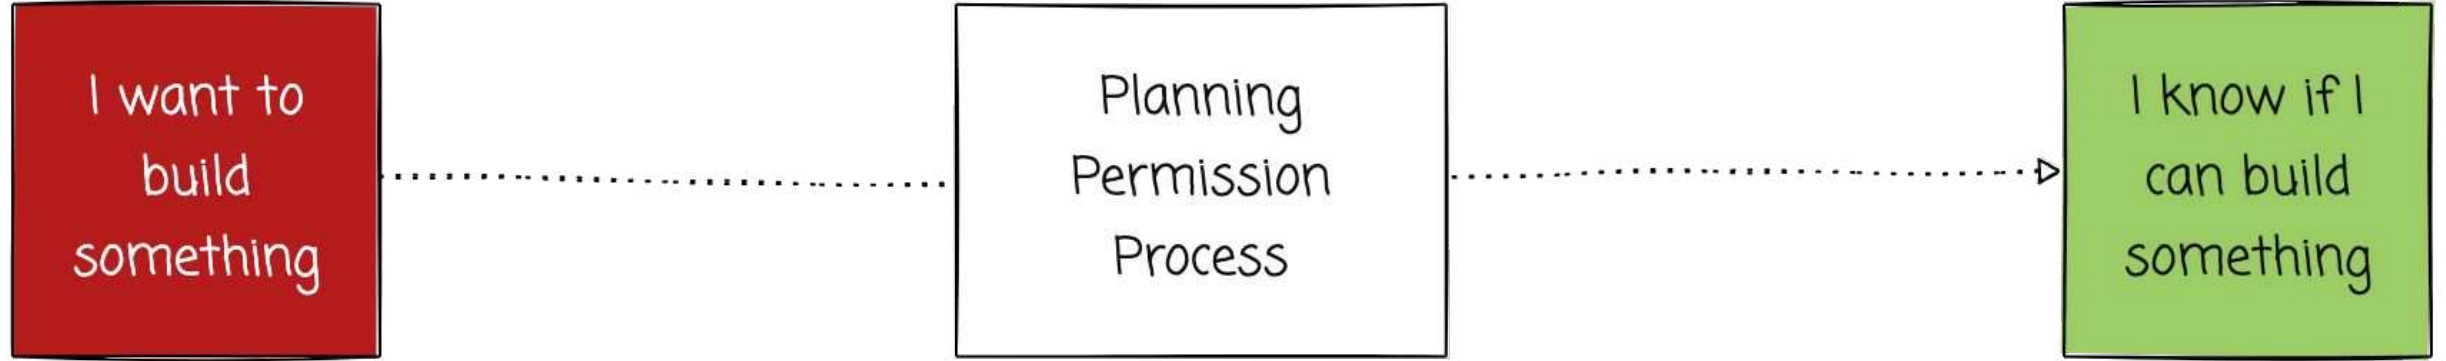 I want to
build
something
Planning
Permission
Process
I know if I
can build
something